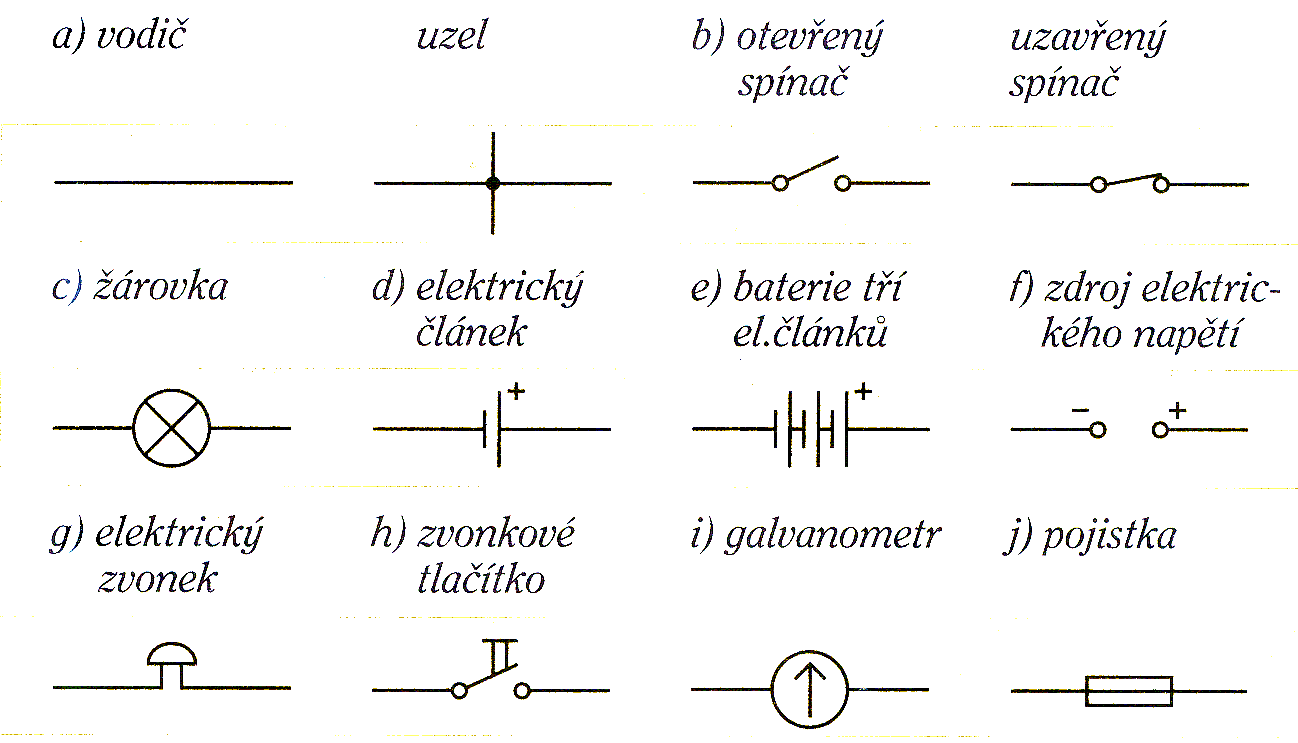 a) vodič uzel b) otevřený uzavřený
spínač spínač
c) žárovka d) elektrický e) baterie tří f) zdroj elektric-
článek el.článků kého napětí
+ + − +
g) elektrický h) zvonkové i) galvanometr j) pojistka
zvonek tlačítko